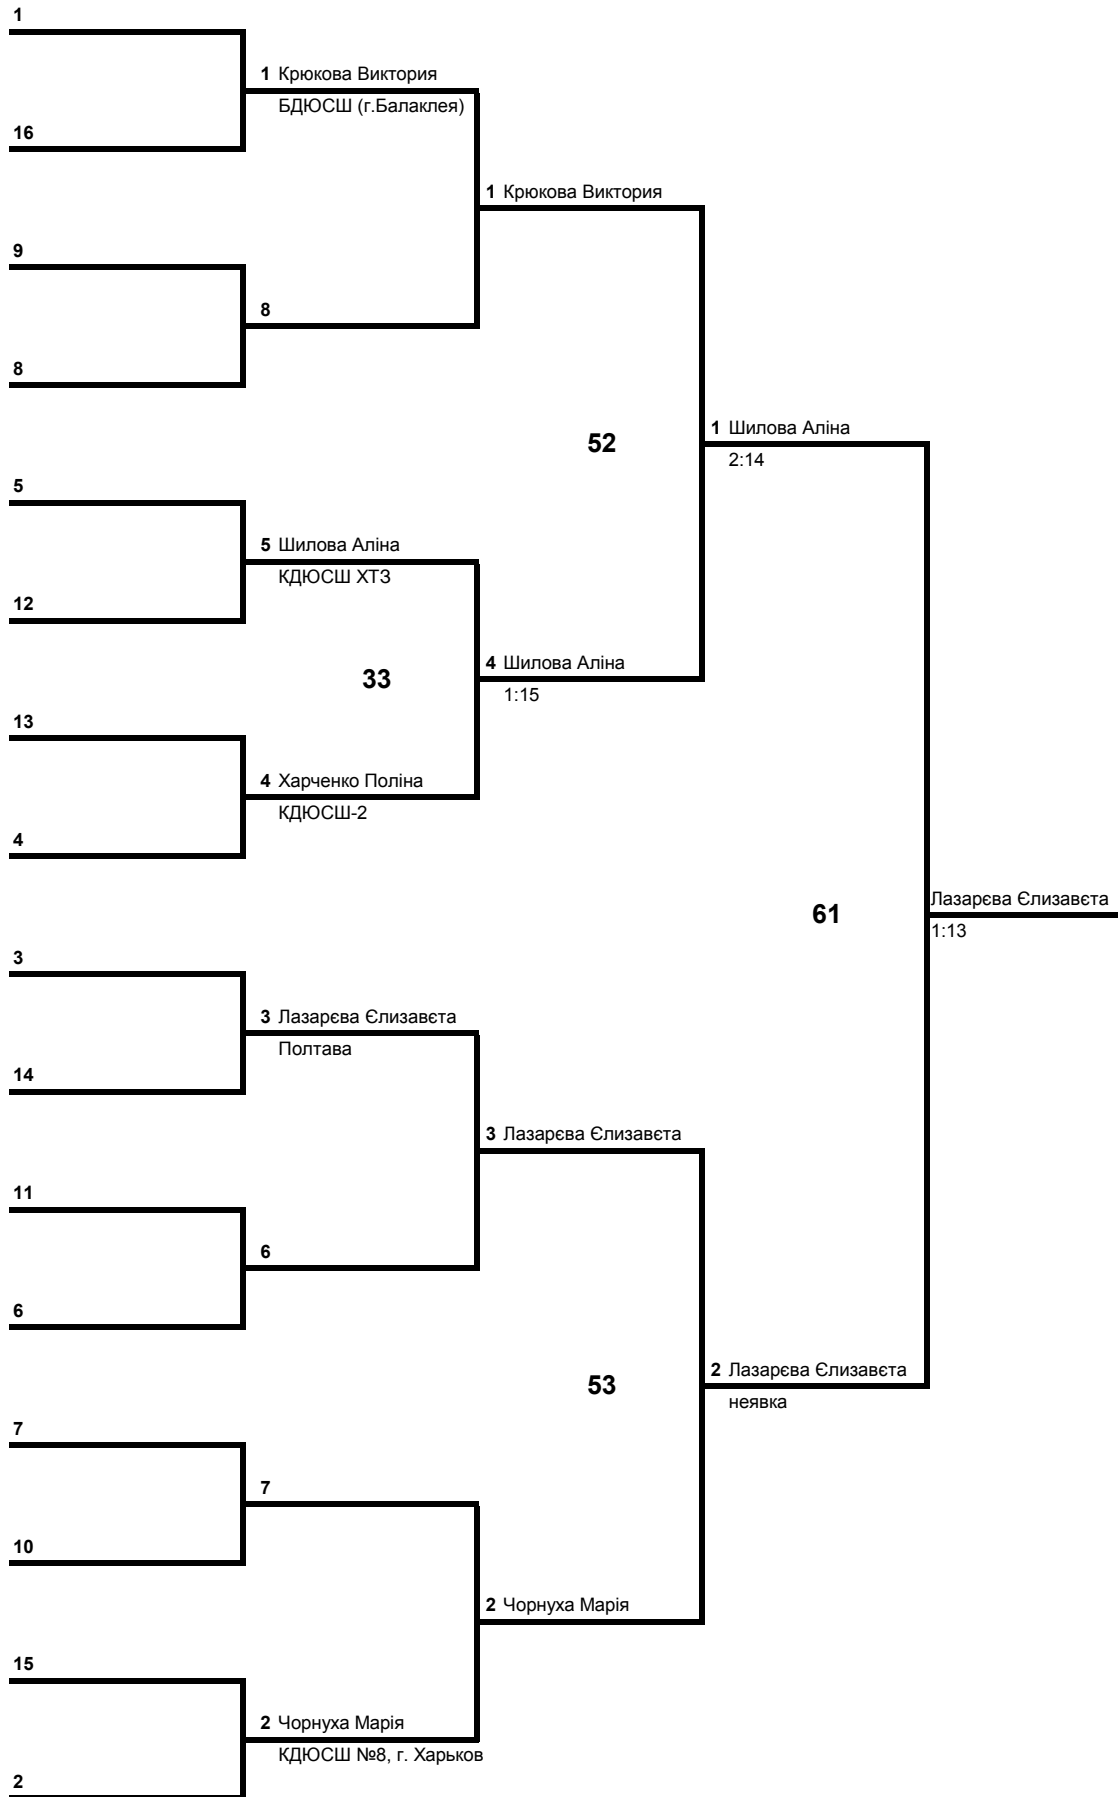 1
1 Крюкова Виктория
БДЮСШ (г.Балаклея)
16
1 Крюкова Виктория
9
8
8
52
1 Шилова Аліна
2:14
5
5 Шилова Аліна
КДЮСШ ХТЗ
12
33
4 Шилова Аліна
1:15
13
4 Харченко Поліна
КДЮСШ-2
4
61
Лазарєва Єлизавєта
1:13
3
3 Лазарєва Єлизавєта
Полтава
14
3 Лазарєва Єлизавєта
11
6
6
53
2 Лазарєва Єлизавєта
неявка
7
7
10
2 Чорнуха Марія
15
2 Чорнуха Марія
КДЮСШ №8, г. Харьков
2